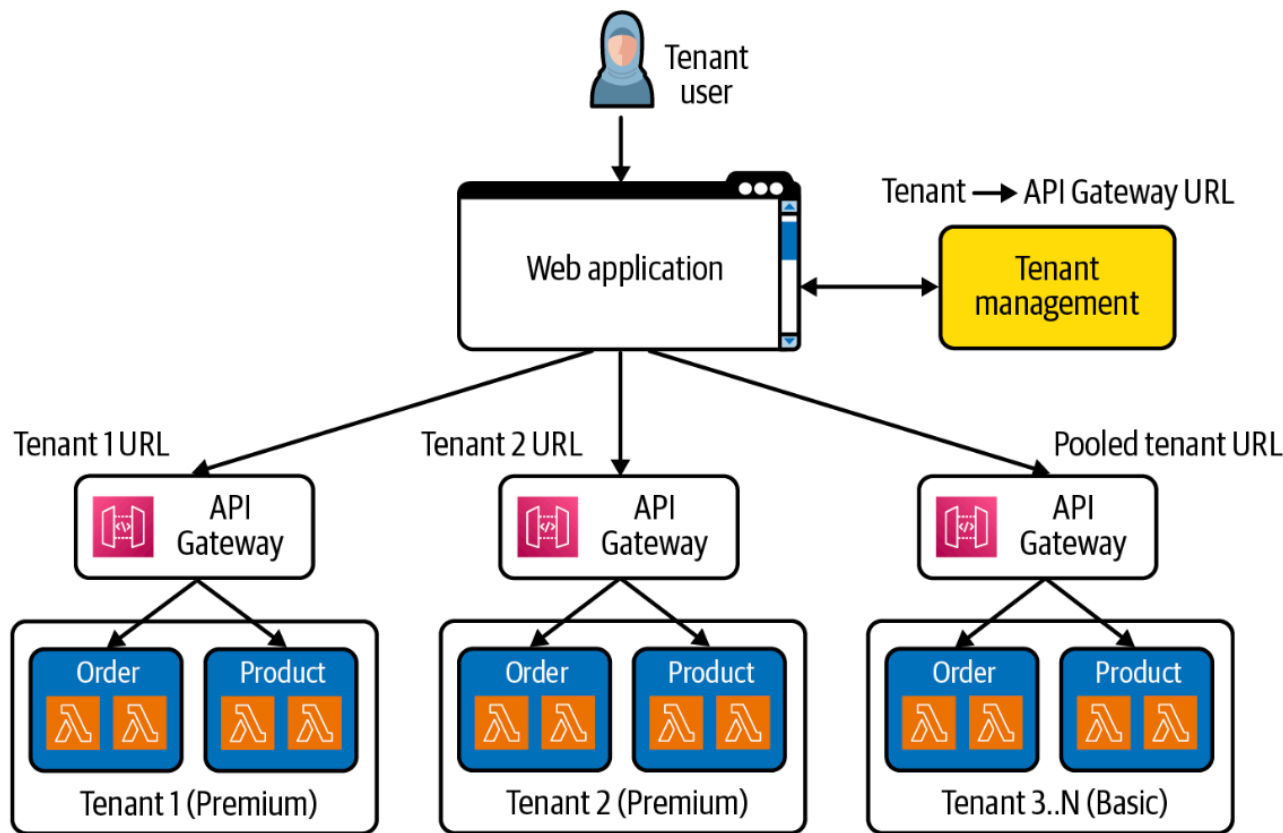 Tenant
user
Tenant → API Gateway URL
Web application
Tenant
management
Tenant 1 URL
Tenant 2 URL
Pooled tenant URL
API
Gateway
API
Gateway
API
Gateway
Order
Product
Order
Product
Order
Product
Tenant 1 (Premium)
Tenant 2 (Premium)
Tenant 3..N (Basic)